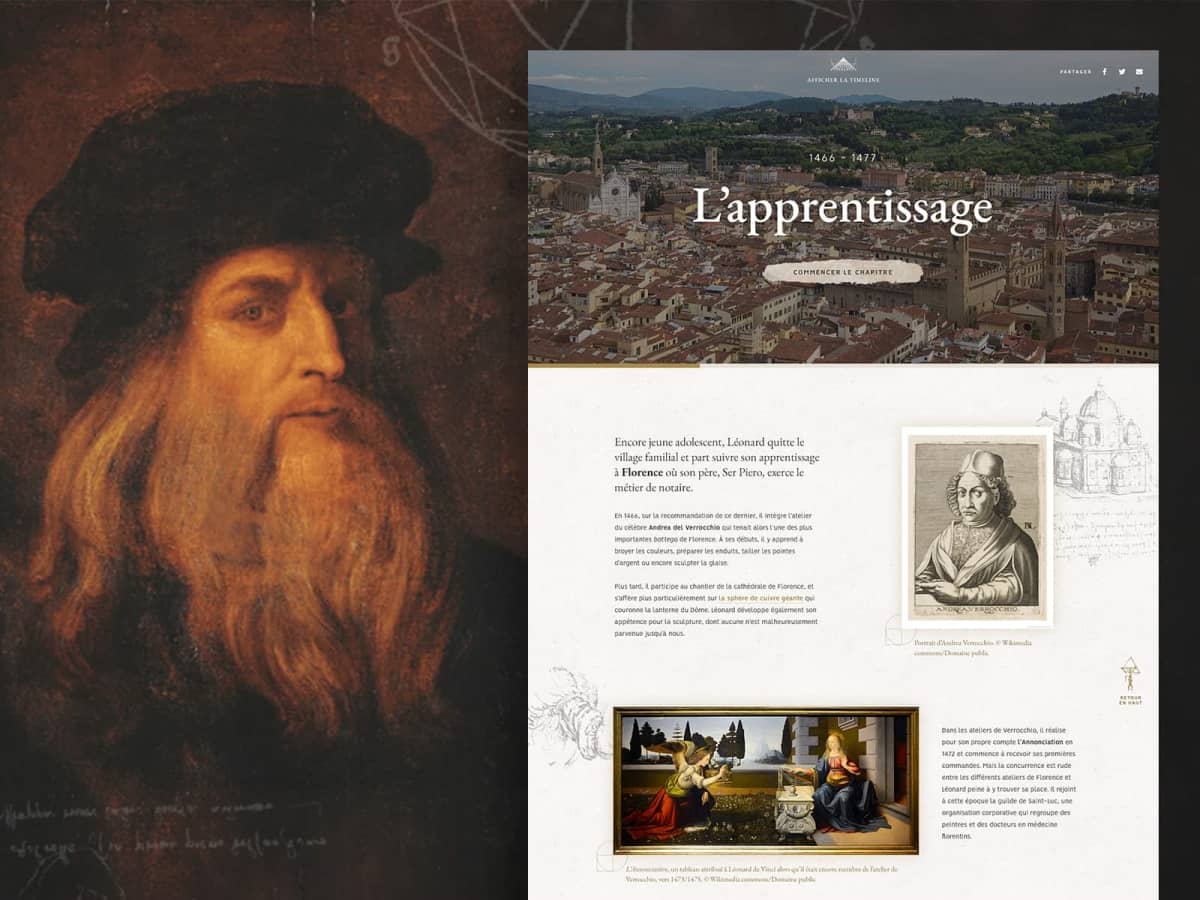 AFFICHER LA TIMELINE
PARTAGER
1466 - 1477
L'apprentissage
COMMENCER LE CHAPITRE
Encore jeune adolescent, Léonard quitte le
village familial et part suivre son apprentissage
à Florence où son père, Ser Piero, exerce le
métier de notaire.
En 1466, sur la recommandation de ce dernier, il intègre l'atelier
du célèbre Andrea del Verrocchio qui tenait alors l'une des plus
importantes bottega de Florence. À ses débuts, il y apprend à
broyer les couleurs, préparer les enduits, tailler les pointes
d'argent ou encore sculpter la glaise.
Plus tard, il participe au chantier de la cathédrale de Florence, et
s'affère plus particulièrement sur la sphère de cuivre géante qui
couronne la lanterne du Dôme. Léonard développe également son
appétence pour la sculpture, dont aucune n'est malheureusement
parvenue jusqu'à nous.
ANDREA VERROCCHIO.
Portrait d'Andrea Verrocchio. © Wikimedia
commons/Domaine public.
RETOUR
EN HAUT
Dans les ateliers de Verrocchio, il réalise
pour son propre compte l'Annonciation en
1472 et commence à recevoir ses premières
commandes. Mais la concurrence est rude
entre les différents ateliers de Florence et
Léonard peine à y trouver sa place. Il rejoint
à cette époque la guilde de Saint-Luc, une
organisation corporative qui regroupe des
peintres et des docteurs en médecine
florentins.
L'Annonciation, un tableau attribué à Léonard de Vinci alors qu'il était encore membre de l'atelier de
Verrocchio, vers 1473/1475. © Wikimedia commons/Domaine public.